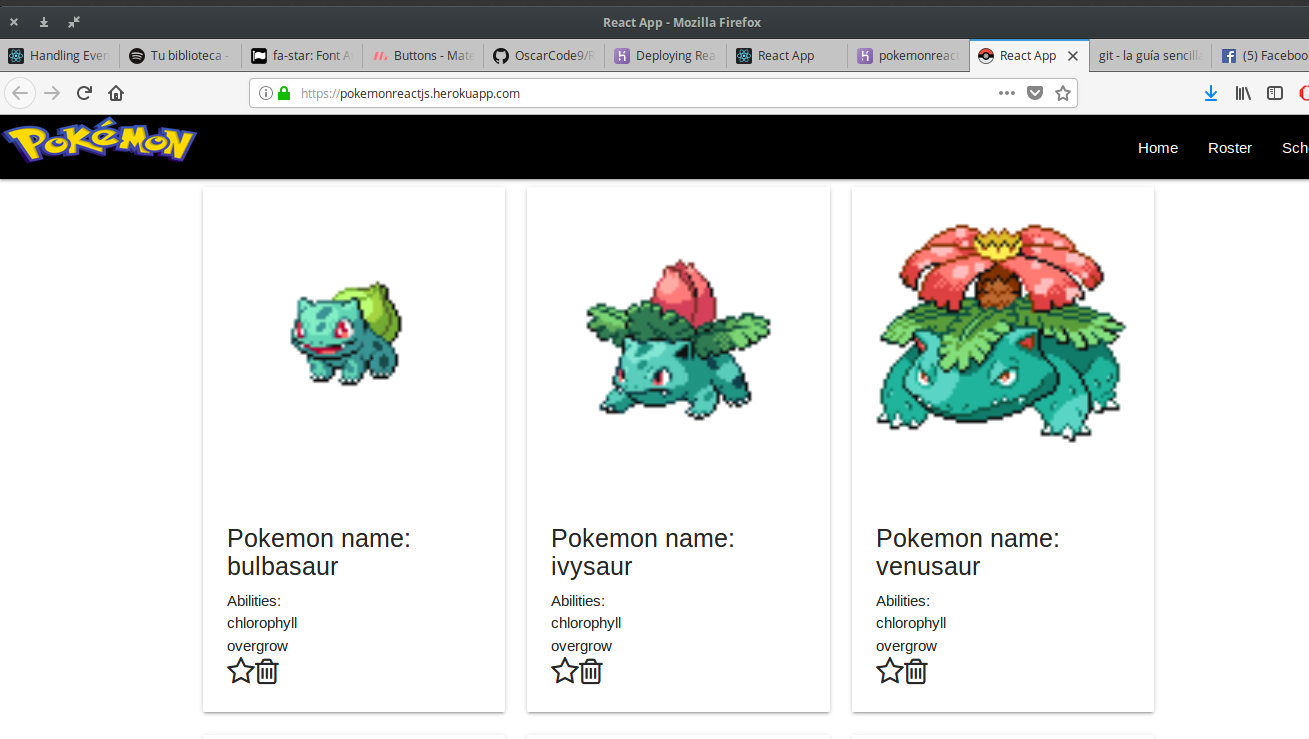 React App - Mozilla Firefox
Handling Even
Tu biblioteca -
fa-star: Font A
Buttons - Mate
OscarCode9/R
Deploying Rea
React App
pokemonreact
React App
git - la guía sencilla
(5) Faceboo
https://pokemonreactjs.herokuapp.com
POKéMON
Home
Roster
Sch
Pokemon name:
bulbasaur
Abilities:
chlorophyll
overgrow
Pokemon name:
ivysaur
Abilities:
chlorophyll
overgrow
Pokemon name:
venusaur
Abilities:
chlorophyll
overgrow